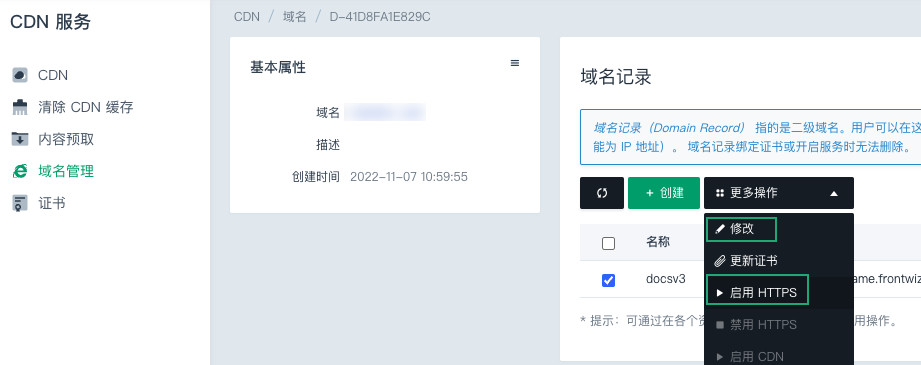 CDN 服务
CDN
清除 CDN 缓存
内容预取
域名管理
证书
CDN / 域名 / D-41D8FA1E829C
基本属性
域名
描述
创建时间 2022-11-07 10:59:55
域名记录
域名记录（Domain Record） 指的是二级域名。用户可以在这
能为 IP 地址）。 域名记录绑定证书或开启服务时无法删除。
+ 创建
更多操作
修改
更新证书
启用 HTTPS
禁用 HTTPS
启用 CDN
名称
docsv3
ame.frontwiz
* 提示：可通过在各个资
用操作。